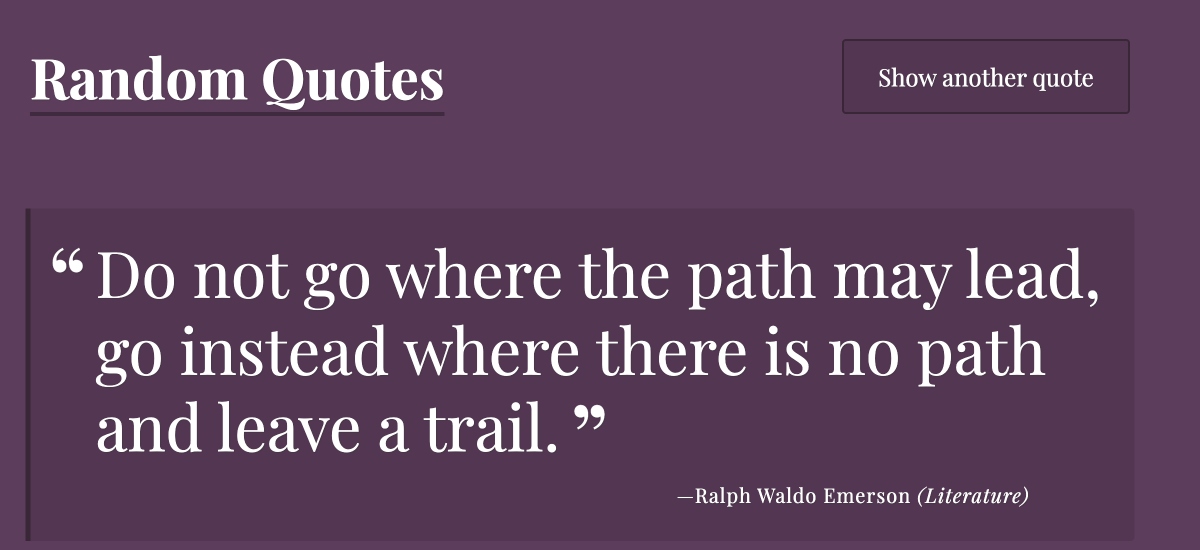 Random Quotes
Show another quote
“ Do not go where the path may lead,
go instead where there is no path
and leave a trail. ”
—Ralph Waldo Emerson (Literature)